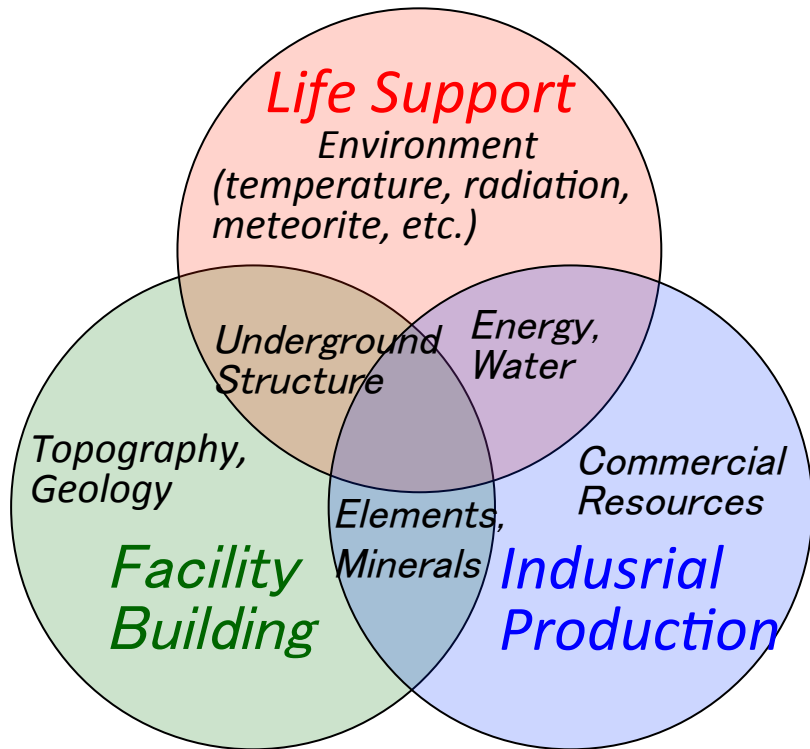 Life Support
Environment
(temperature, radiation,
meteorite, etc.)
Underground
Structure
Energy,
Water
Topography,
Geology
Commercial
Resources
Elements,
Minerals
Facility
Building
Indusrial
Production